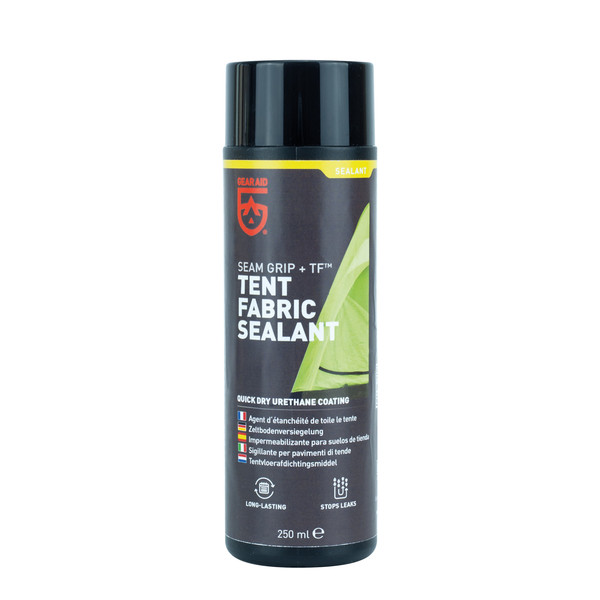 SEALANT
GEAR AID
®
SEAM GRIP + TF™
TENT
FABRIC
SEALANT
QUICK DRY URETHANE COATING
Agent d'étanchéité de toile le tente
Zeltbodenversiegelung
Impermeabilizante para suelos de tienda
Sigillante per pavimenti di tende
Tentvloerafdichtingsmiddel
LONG-LASTING
STOPS LEAKS
250 ml ℮